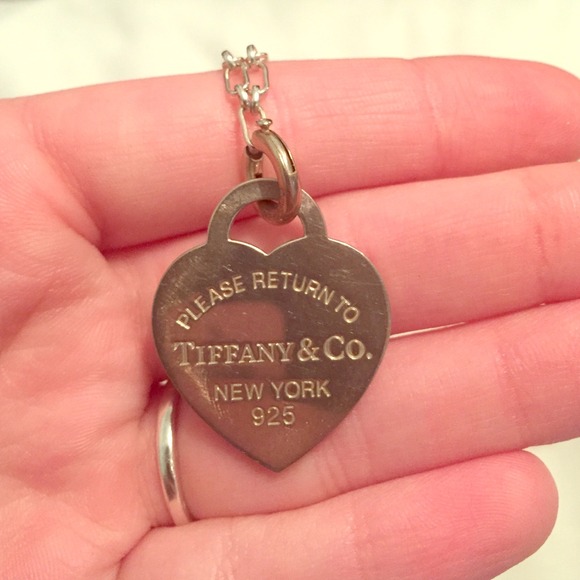 PLEASE RETURN TO
TIFFANY & CO.
NEW YORK
925